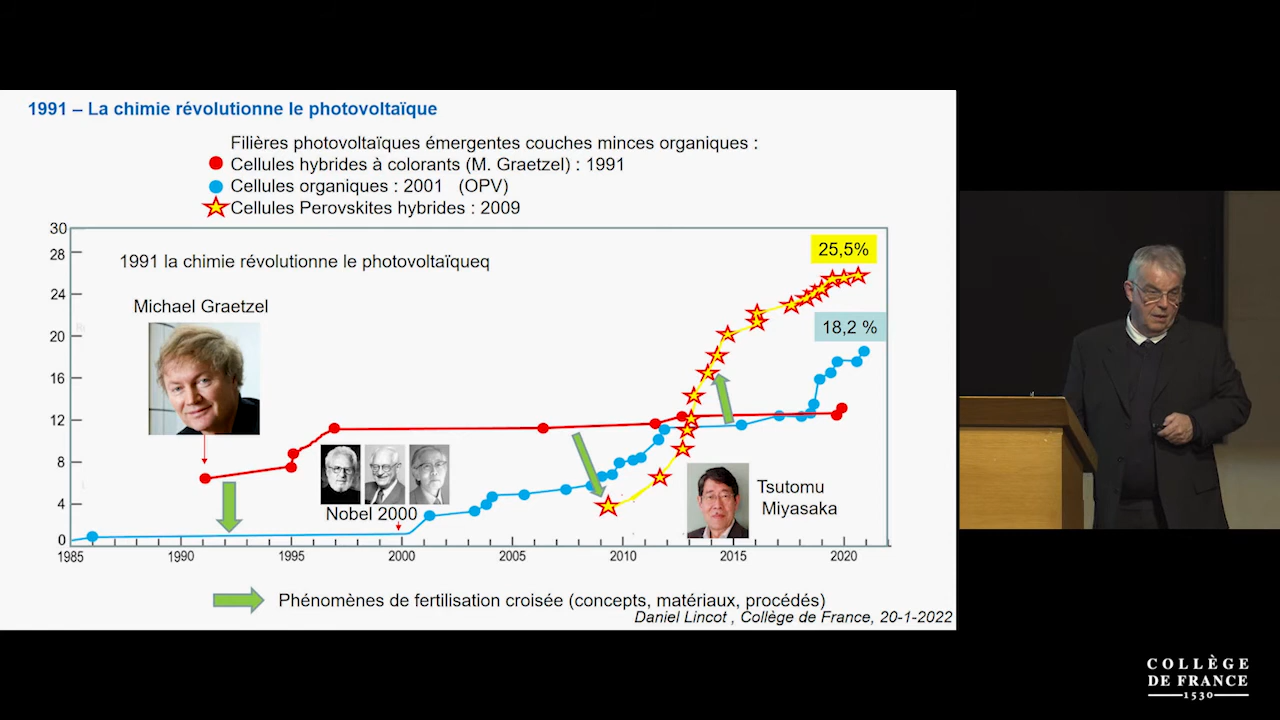 1991 – La chimie révolutionne le photovoltaïque
Filières photovoltaïques émergentes couches minces organiques :
Cellules hybrides à colorants (M. Graetzel) : 1991
Cellules organiques : 2001 (OPV)
Cellules Perovskites hybrides : 2009
30
28
24
20
16
12
8
4
0
1991 la chimie révolutionne le photovoltaïqueq
25,5%
18,2 %
Michael Graetzel
Nobel 2000
Tsutomu
Miyasaka
1985 1990 1995 2000 2005 2010 2015 2020
Phénomènes de fertilisation croisée (concepts, matériaux, procédés)
Daniel Lincot , Collège de France, 20-1-2022
COLLÈGE
DE FRANCE
1530